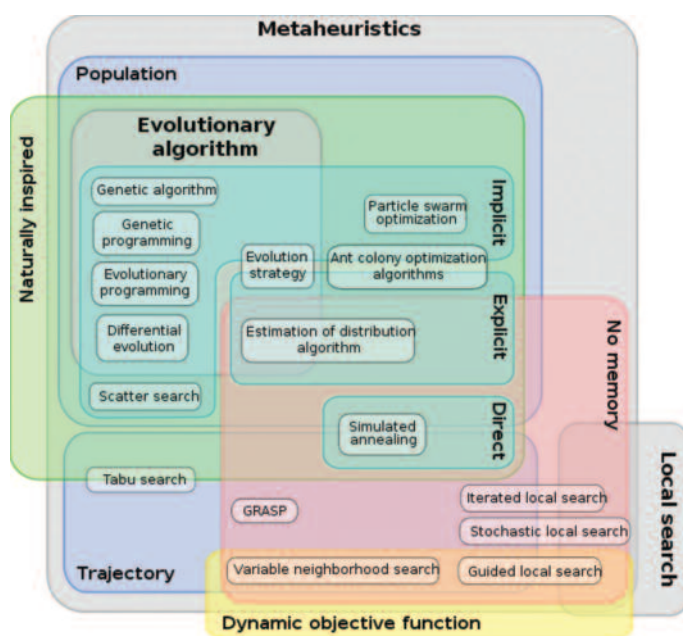 Metaheuristics
Population
Naturally inspired
Evolutionary
algorithm
Implicit
Genetic algorithm
Particle swarm
optimization
Genetic
programming
Evolution
strategy
Ant colony optimization
algorithms
Evolutionary
programming
Explicit
Differential
evolution
Estimation of distribution
algorithm
No memory
Scatter search
Direct
Simulated
annealing
Local search
Tabu search
GRASP
Iterated local search
Stochastic local search
Trajectory
Variable neighborhood search
Guided local search
Dynamic objective function